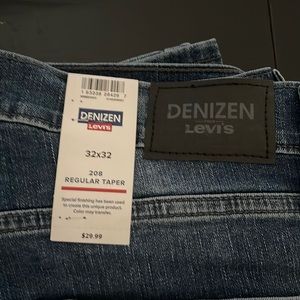 DENIZEN
FROM
Levi's
32x32
208
REGULAR TAPER
Special finishing has been used
to create this unique product.
Color may transfer.
$29.99
DENIZEN
Levi's